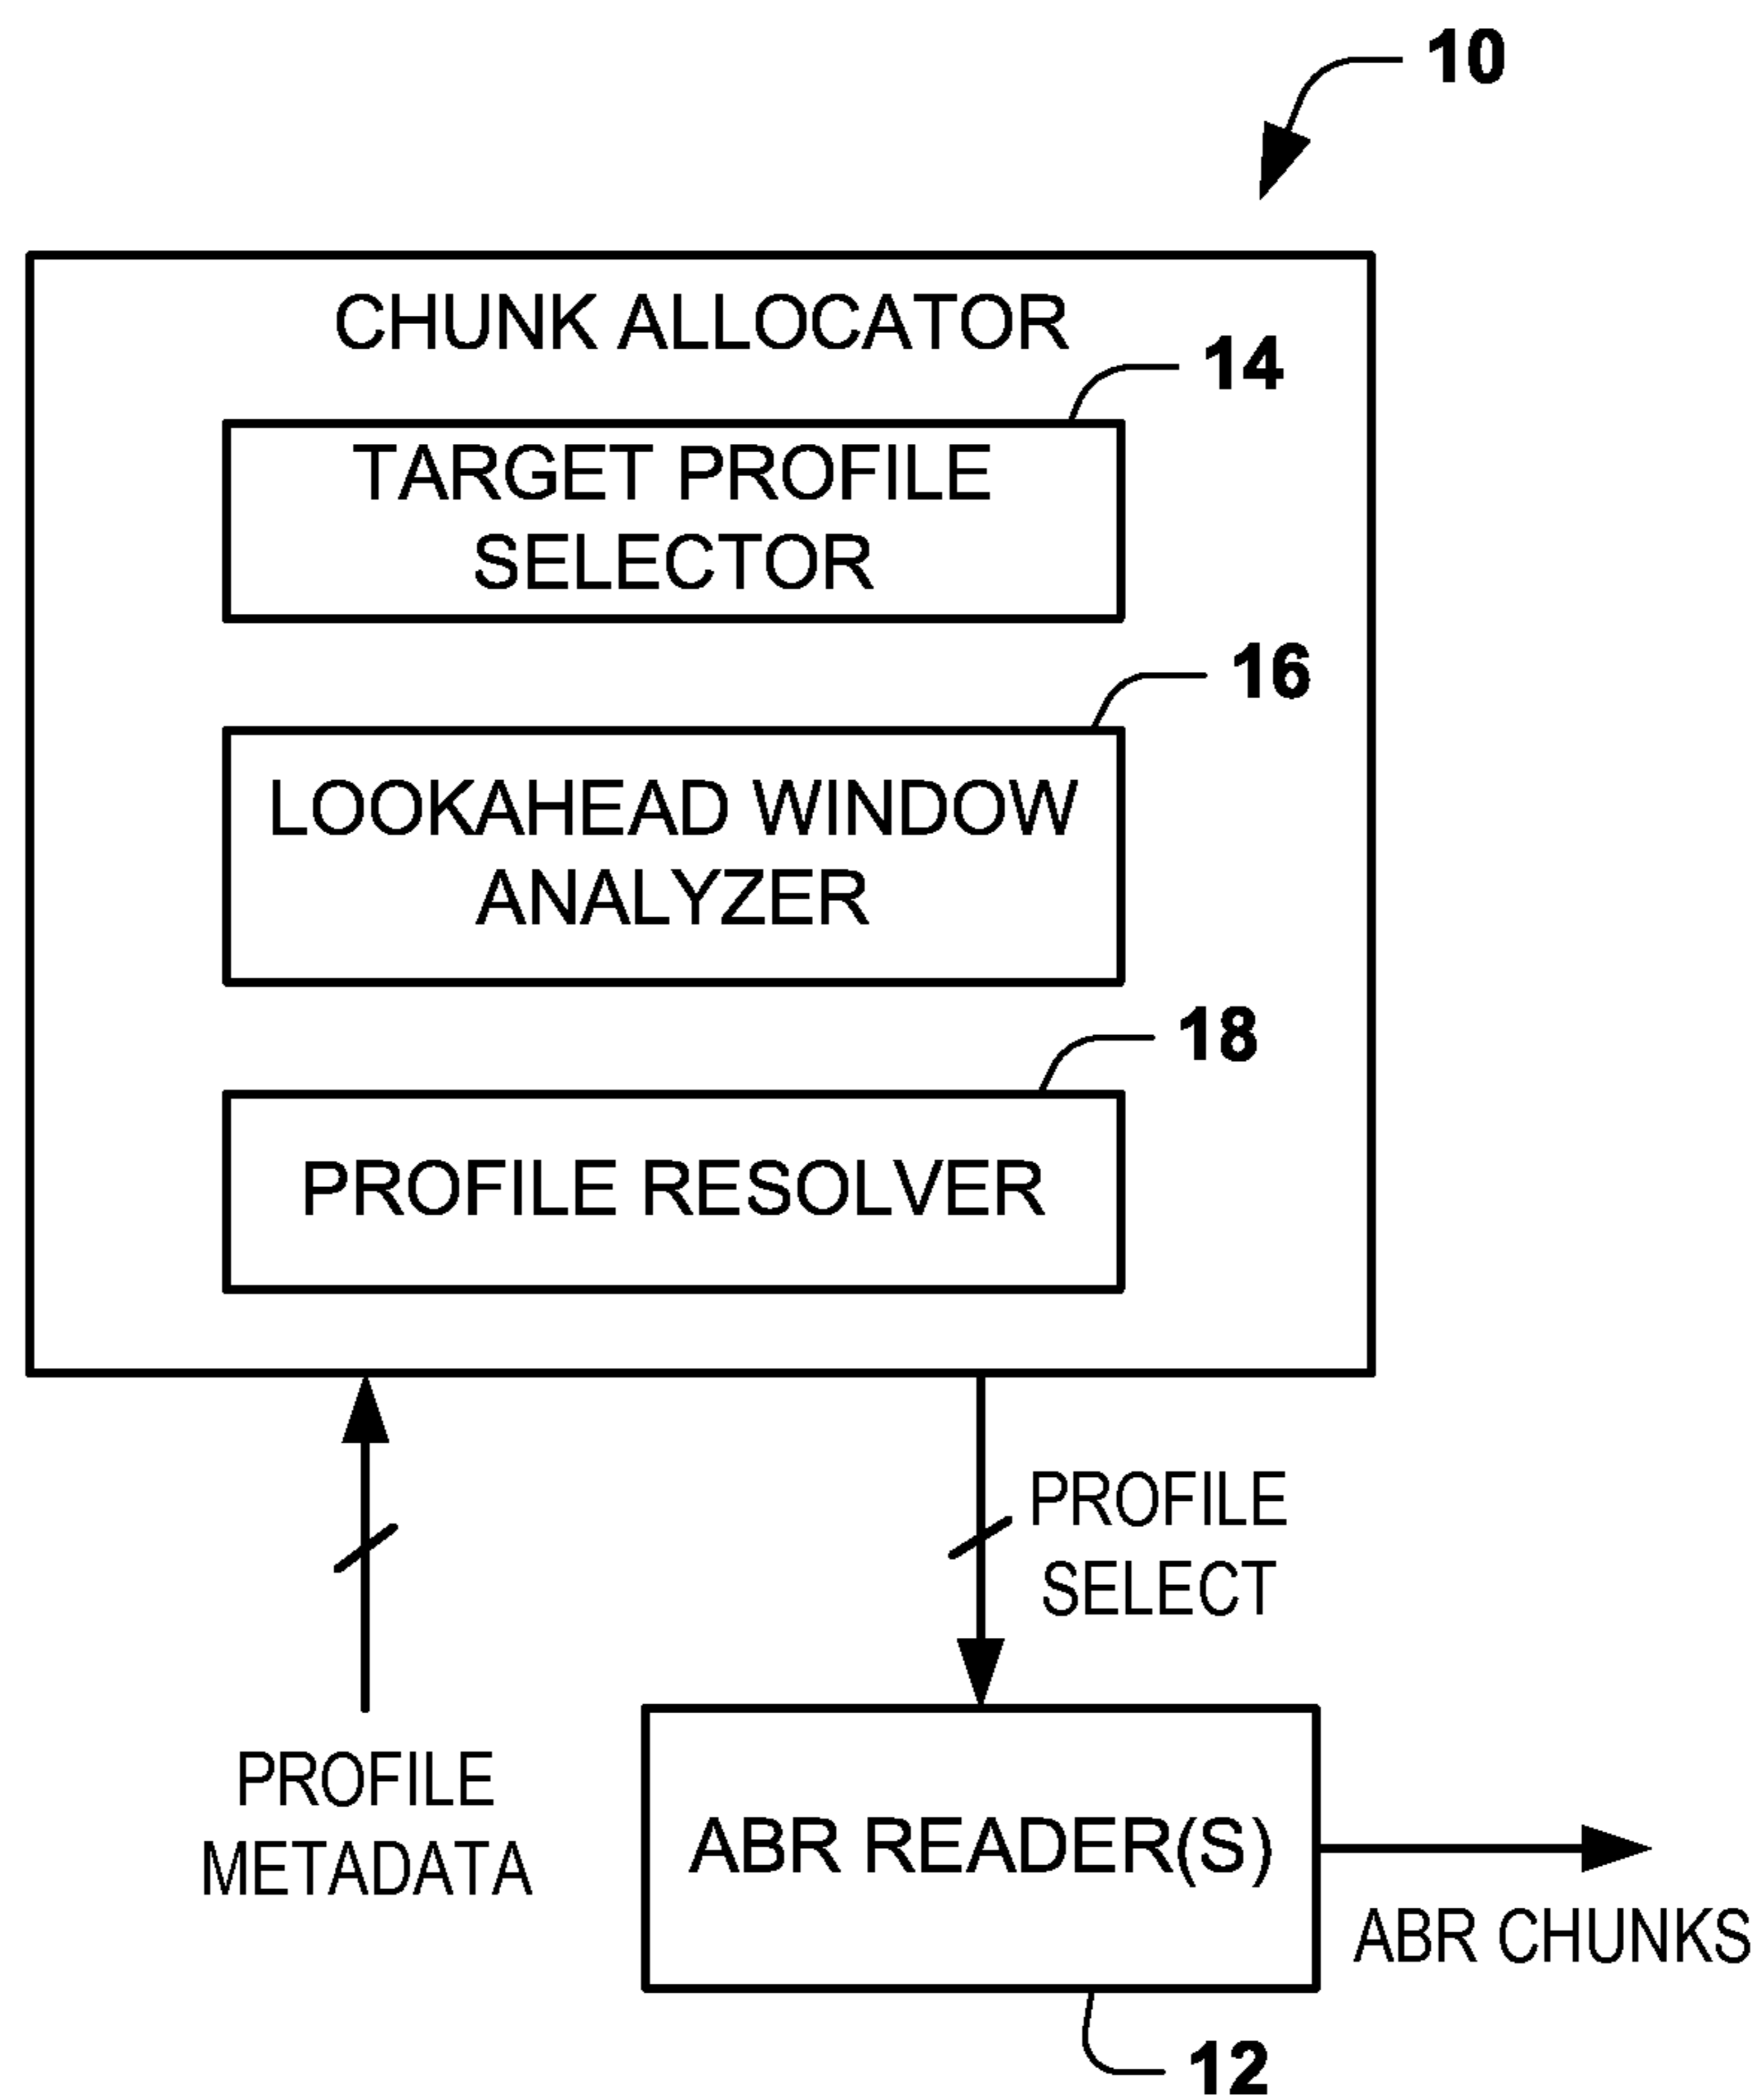 10
CHUNK ALLOCATOR
14
TARGET PROFILE
SELECTOR
16
LOOKAHEAD WINDOW
ANALYZER
18
PROFILE RESOLVER
PROFILE
SELECT
PROFILE
METADATA
ABR READER(S)
ABR CHUNKS
12